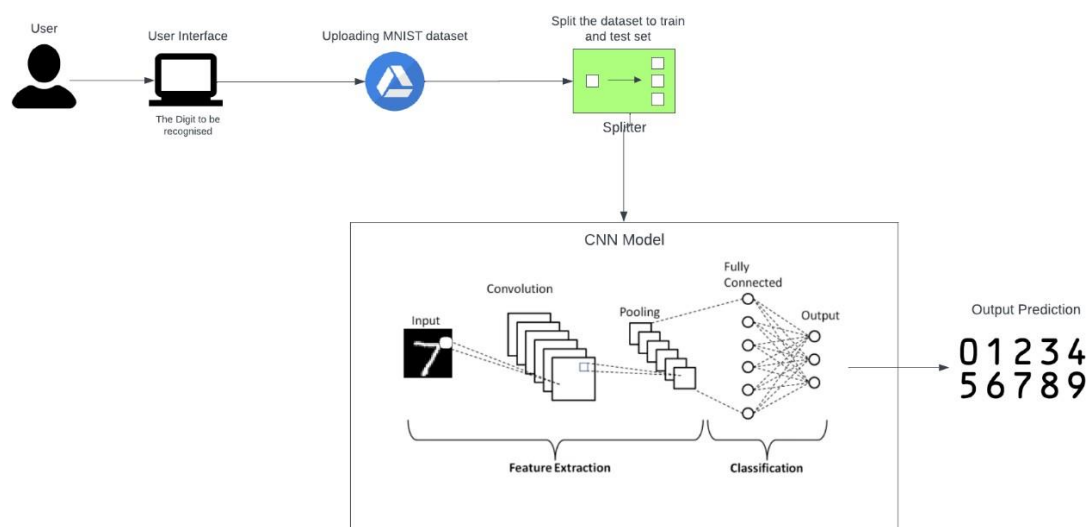 User
User Interface
The Digit to be
recognised
Uploading MNIST dataset
Split the dataset to train
and test set
Splitter
CNN Model
Input
Convolution
Pooling
Fully
Connected
Output
Feature Extraction
Classification
Output Prediction
0 1 2 3 4
5 6 7 8 9
7